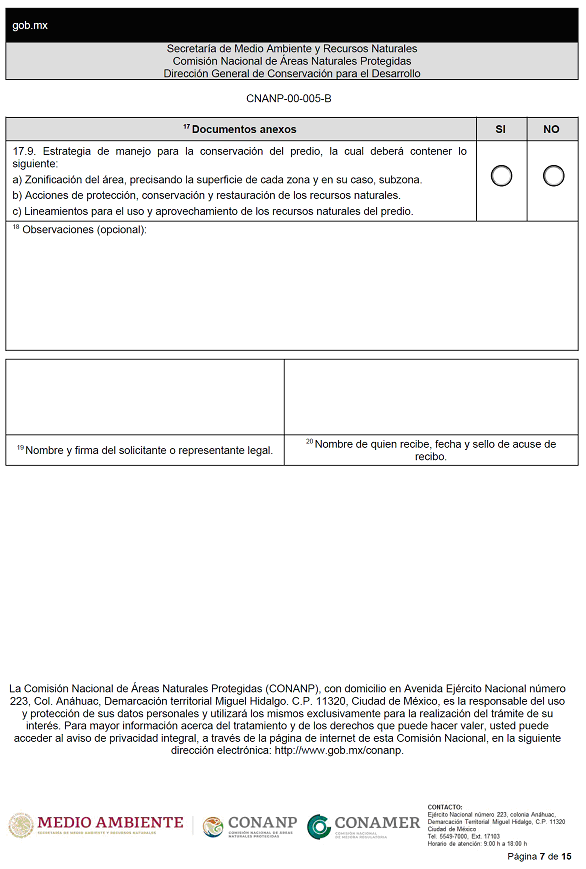 gob.mx
Secretaría de Medio Ambiente y Recursos Naturales
Comisión Nacional de Áreas Naturales Protegidas
Dirección General de Conservación para el Desarrollo
CNANP-00-005-B
17 Documentos anexos SI NO
17.9. Estrategia de manejo para la conservación del predio, la cual deberá contener lo
siguiente:
a) Zonificación del área, precisando la superficie de cada zona y en su caso, subzona.
b) Acciones de protección, conservación y restauración de los recursos naturales.
c) Lineamientos para el uso y aprovechamiento de los recursos naturales del predio.
18 Observaciones (opcional):
19 Nombre y firma del solicitante o representante legal.
20 Nombre de quien recibe, fecha y sello de acuse de
recibo.
La Comisión Nacional de Áreas Naturales Protegidas (CONANP), con domicilio en Avenida Ejército Nacional número
223, Col. Anáhuac, Demarcación territorial Miguel Hidalgo. C.P. 11320, Ciudad de México, es la responsable del uso
y protección de sus datos personales y utilizará los mismos exclusivamente para la realización del trámite de su
interés. Para mayor información acerca del tratamiento y de los derechos que puede hacer valer, usted puede
acceder al aviso de privacidad integral, a través de la página de internet de esta Comisión Nacional, en la siguiente
dirección electrónica: http://www.gob.mx/conanp.
MEDIO AMBIENTE
SECRETARÍA DE MEDIO AMBIENTE Y RECURSOS NATURALES
CONANP
COMISIÓN NACIONAL DE ÁREAS
NATURALES PROTEGIDAS
CONAMER
COMISIÓN NACIONAL
DE MEJORA REGULATORIA
CONTACTO:
Ejército Nacional número 223, colonia Anáhuac,
Demarcación Territorial Miguel Hidalgo, C.P. 11320
Ciudad de México
Tel. 5549-7000, Ext. 17103
Horario de atención: 9:00 h a 18:00 h
Página 7 de 15